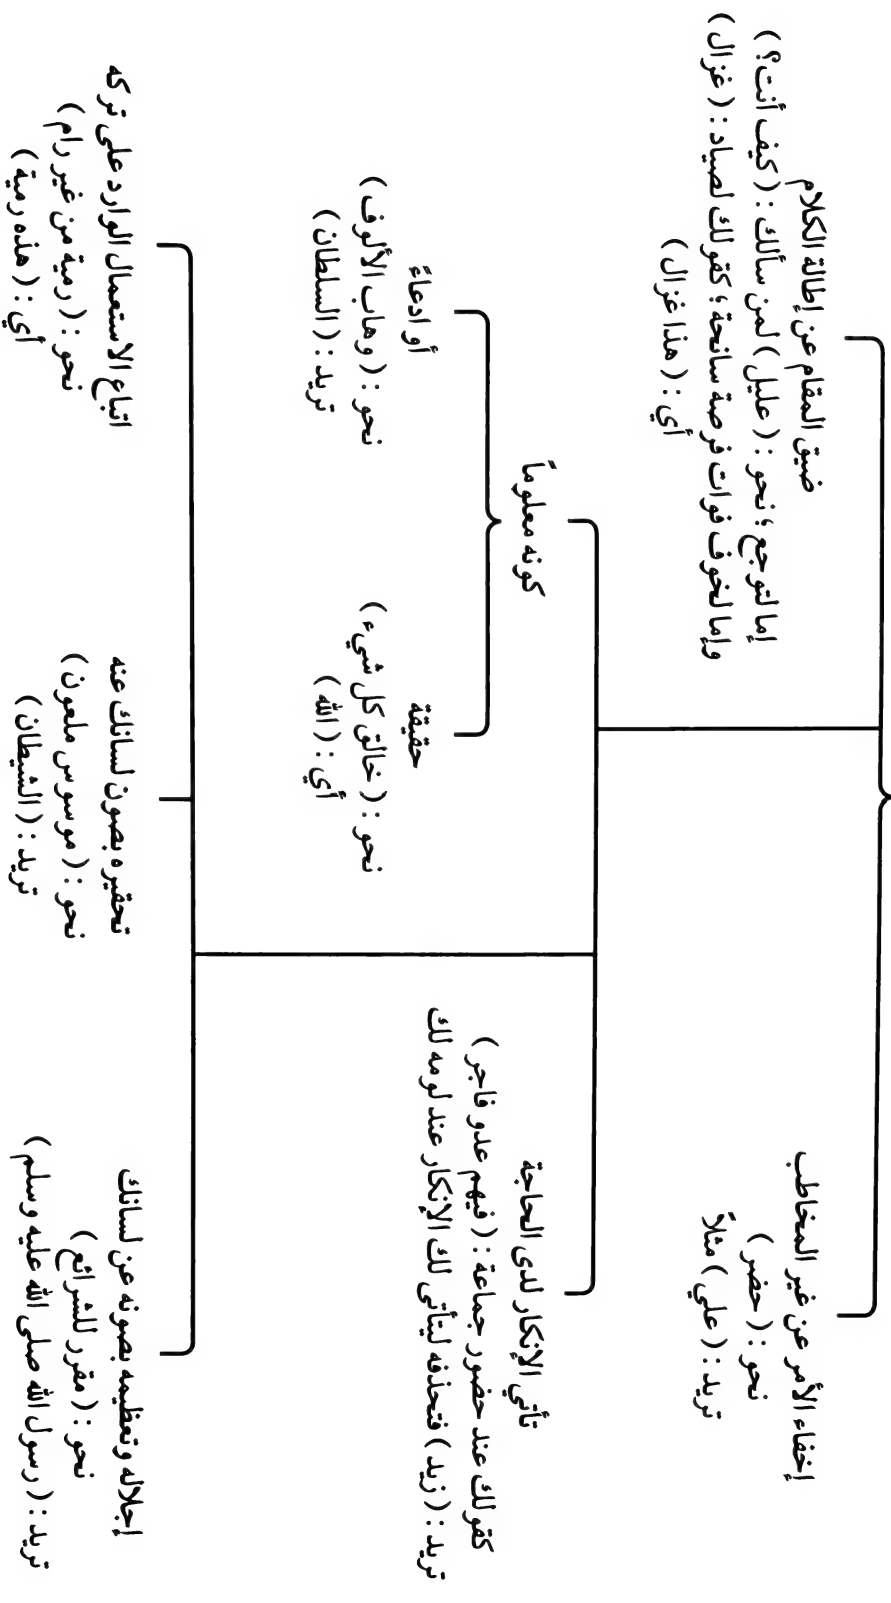 إخفاء الأمر عن غير المخاطب
نحو : ( حضر )
تريد : ( علي ) مثلاً
ضيق المقام عن إطالة الكلام
إما لتوجع ؛ نحو : ( عليل ) لمن سألك : ( كيف أنت ؟ )
وإما لخوف فوات فرصة سانحة ؛ كقولك لصياد : ( غزال )
أي : ( هذا غزال )
تأتي الإنكار لدى الحاجة
كقولك عند حضور جماعة : ( فيهم عدو فاجر )
تريد : ( زيد ) فتحذفه ليتأتى لك الإنكار عند لومه لك
كونه معلوماً
حقيقة
نحو : ( خالق كل شيء )
أي : ( الله )
أو ادعاءً
نحو : ( وهاب الألوف )
تريد : ( السلطان )
إجلاله وتعظيمه بصونه عن لسانك
نحو : ( مقرر للشرائع )
تريد : ( رسول الله صلى الله عليه وسلم )
تحقيره بصون لسانك عنه
نحو : ( موسوس ملعون )
تريد : ( الشيطان )
اتباع الاستعمال الوارد على تركه
نحو : ( رمية من غير رام )
أي : ( هذه رمية )